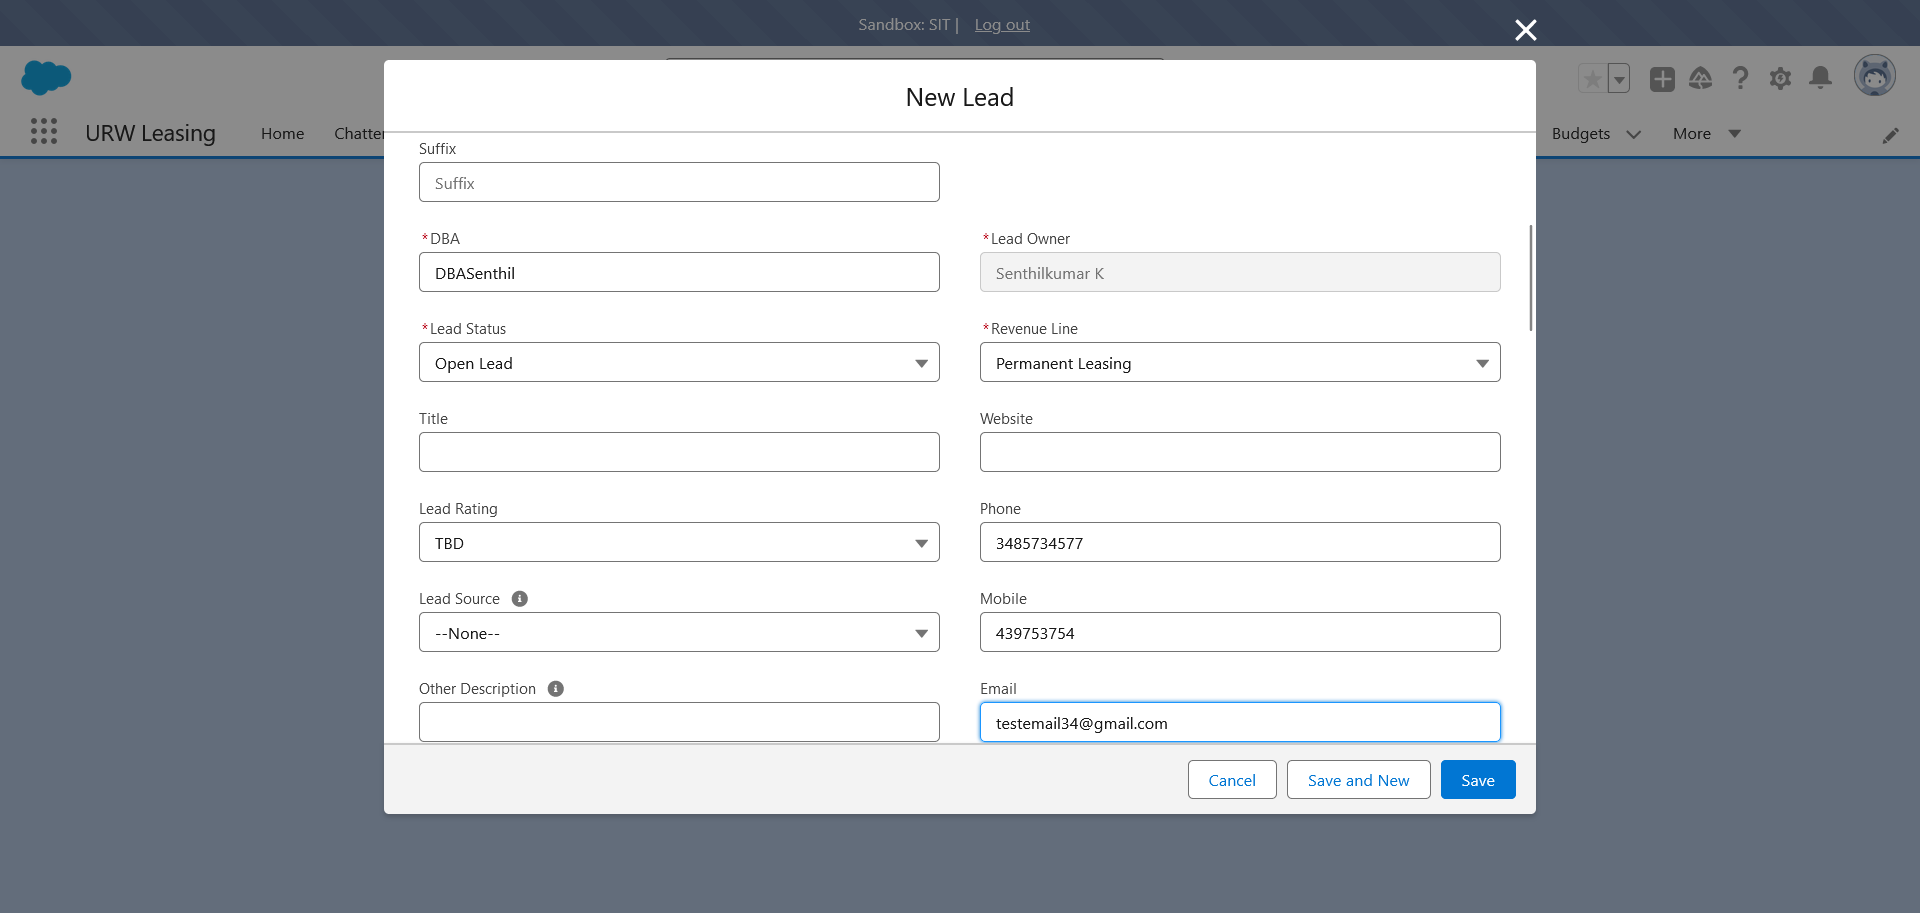 Sandbox: SIT | Log out
URW Leasing Home Chatter Budgets More
New Lead
Suffix
Suffix
*DBA
DBASenthil
*Lead Owner
Senthilkumar K
*Lead Status
Open Lead
*Revenue Line
Permanent Leasing
Title
Website
Lead Rating
TBD
Phone
3485734577
Lead Source
--None--
Mobile
439753754
Other Description
Email
testemail34@gmail.com
Cancel
Save and New
Save